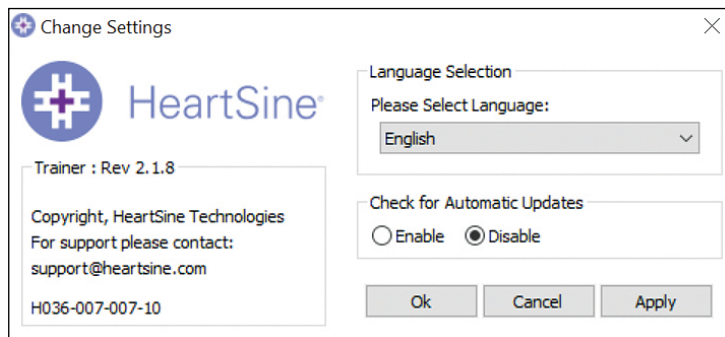 Change Settings
HeartSine®
Trainer : Rev 2.1.8
Copyright, HeartSine Technologies
For support please contact:
support@heartsine.com
H036-007-007-10
Language Selection
Please Select Language:
English
Check for Automatic Updates
Enable Disable
Ok Cancel Apply